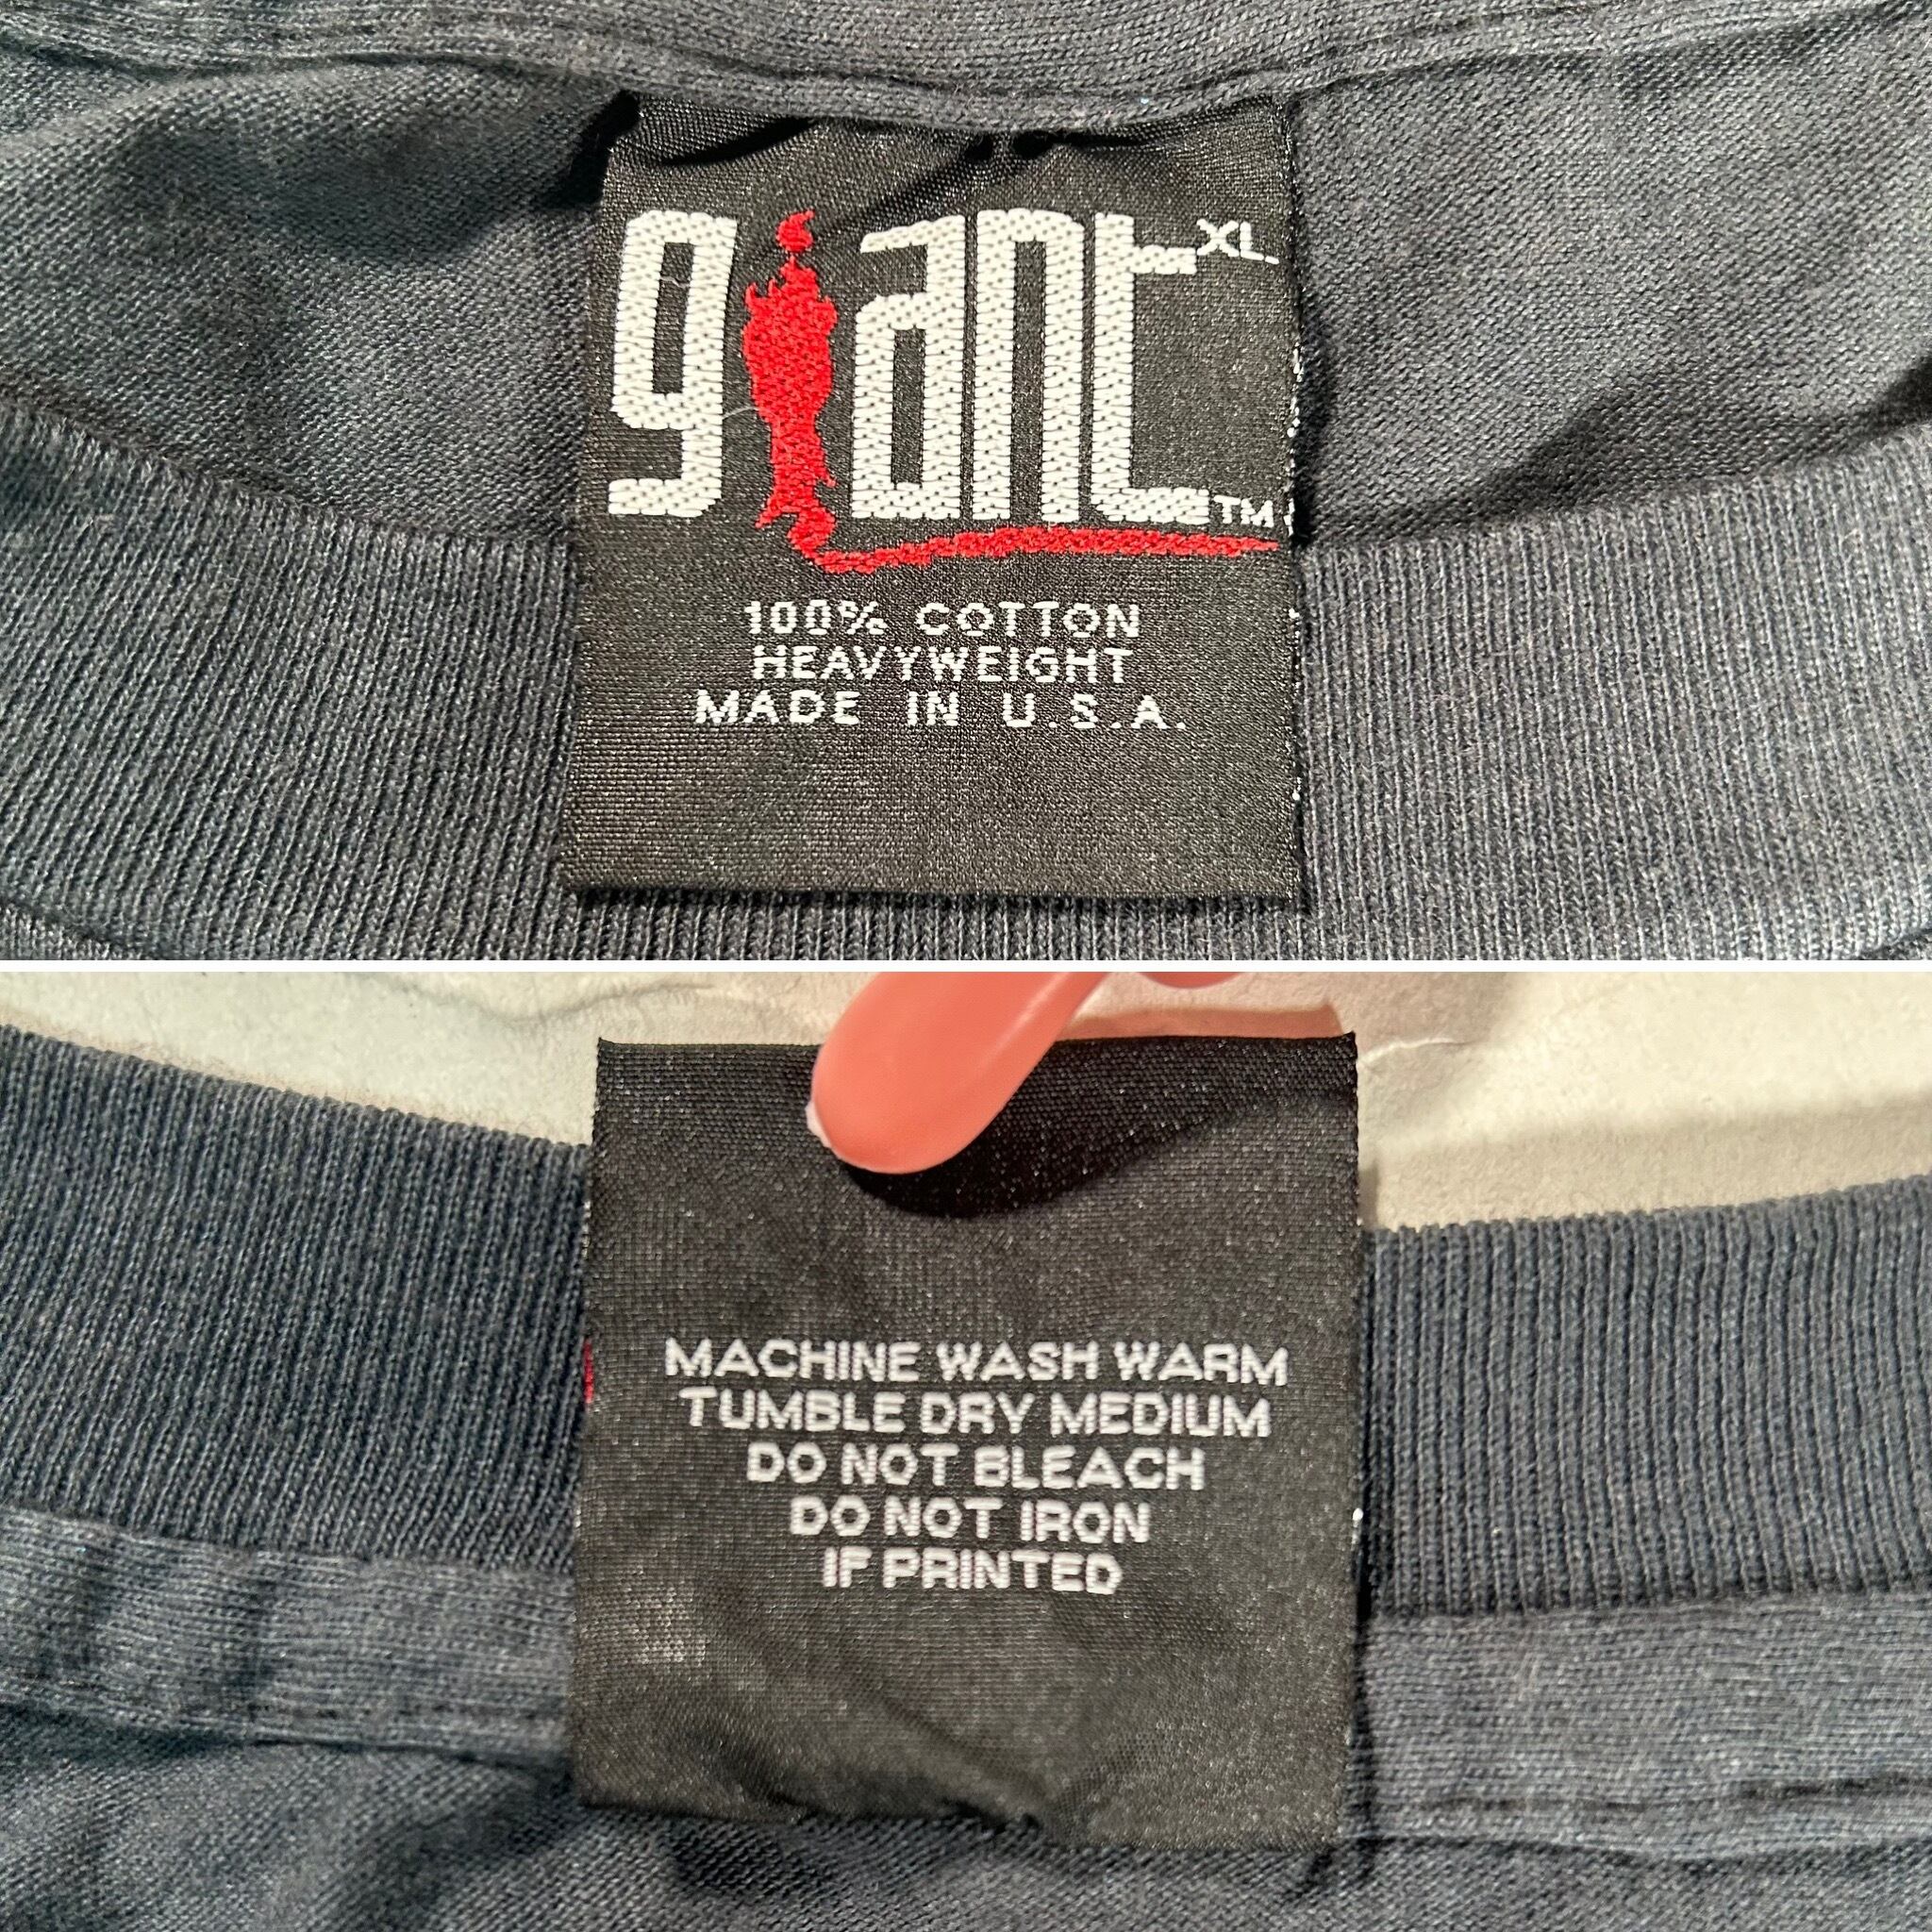 giant XL
TM
100% COTTON
HEAVYWEIGHT
MADE IN U.S.A.
MACHINE WASH WARM
TUMBLE DRY MEDIUM
DO NOT BLEACH
DO NOT IRON
IF PRINTED